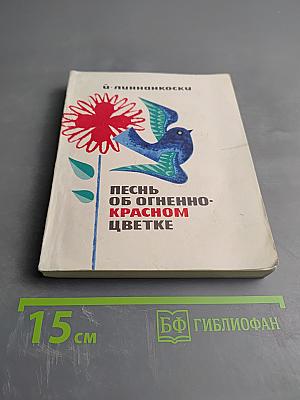 Й·ЛИННАНКОСКИ
ПЕСНЬ
ОБ ОГНЕННО-
КРАСНОМ
ЦВЕТКЕ
15 см
БФ ГИБЛИОФАН